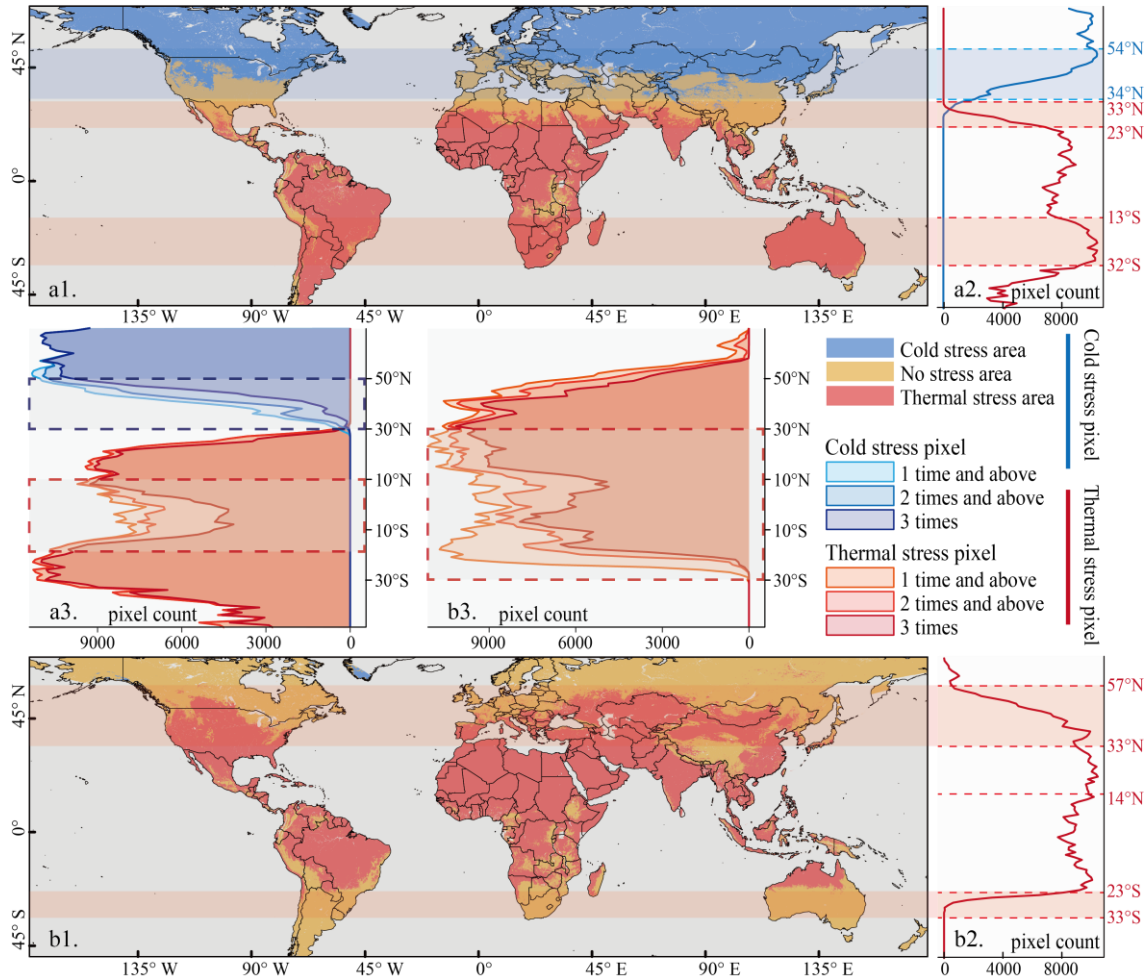 45° N
0°
45° S
a1.
135° W
90° W
45° W
0°
45° E
90° E
135° E
54°N
34°N
33°N
23°N
13°S
32°S
a2.
pixel count
0
4000
8000
50°N
30°N
10°N
10°S
30°S
a3.
pixel count
9000
6000
3000
0
50°N
30°N
10°N
10°S
30°S
b3.
pixel count
9000
6000
3000
0
Cold stress area
No stress area
Thermal stress area
Cold stress pixel
1 time and above
2 times and above
3 times
Thermal stress pixel
1 time and above
2 times and above
3 times
Cold stress pixel
Thermal stress pixel
45° N
0°
45° S
b1.
135° W
90° W
45° W
0°
45° E
90° E
135° E
57°N
33°N
14°N
23°S
33°S
b2.
pixel count
0
4000
8000